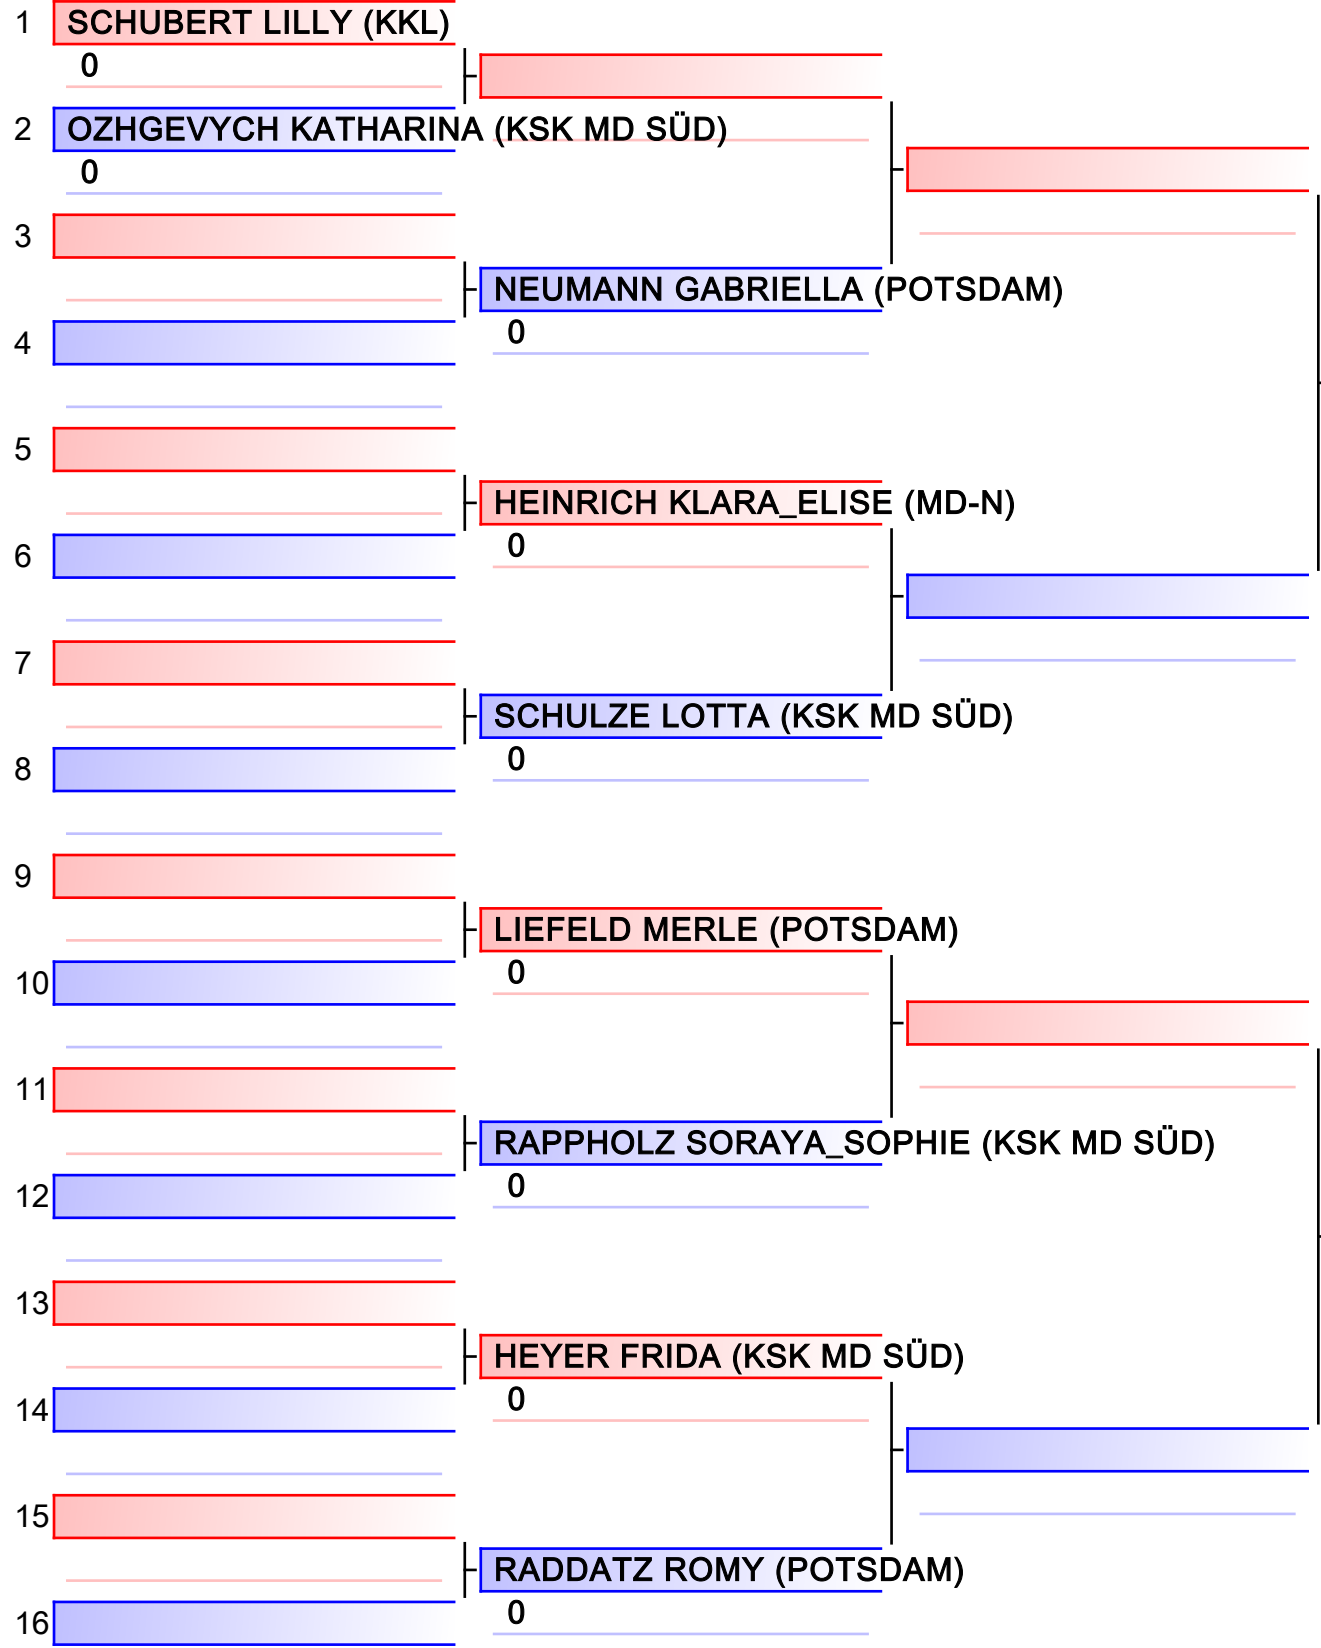 1 SCHUBERT LILLY (KKL)
0
2 OZHGEVYCH KATHARINA (KSK MD SÜD)
0
3
NEUMANN GABRIELLA (POTSDAM)
0
4
5
HEINRICH KLARA_ELISE (MD-N)
0
6
7
SCHULZE LOTTA (KSK MD SÜD)
0
8
9
LIEFELD MERLE (POTSDAM)
0
10
11
RAPPHOLZ SORAYA_SOPHIE (KSK MD SÜD)
0
12
13
HEYER FRIDA (KSK MD SÜD)
0
14
15
RADDATZ ROMY (POTSDAM)
0
16